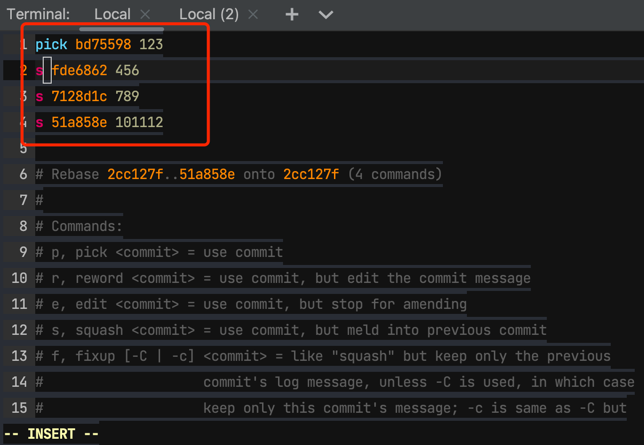 Terminal: Local × Local (2) × +
1 pick bd75598 123
2 s fde6862 456
3 s 7128d1c 789
4 s 51a858e 101112
5
6 # Rebase 2cc127f..51a858e onto 2cc127f (4 commands)
7 #
8 # Commands:
9 # p, pick <commit> = use commit
10 # r, reword <commit> = use commit, but edit the commit message
11 # e, edit <commit> = use commit, but stop for amending
12 # s, squash <commit> = use commit, but meld into previous commit
13 # f, fixup [-C | -c] <commit> = like "squash" but keep only the previous
14 # commit's log message, unless -C is used, in which case
15 # keep only this commit's message; -c is same as -C but
-- INSERT --